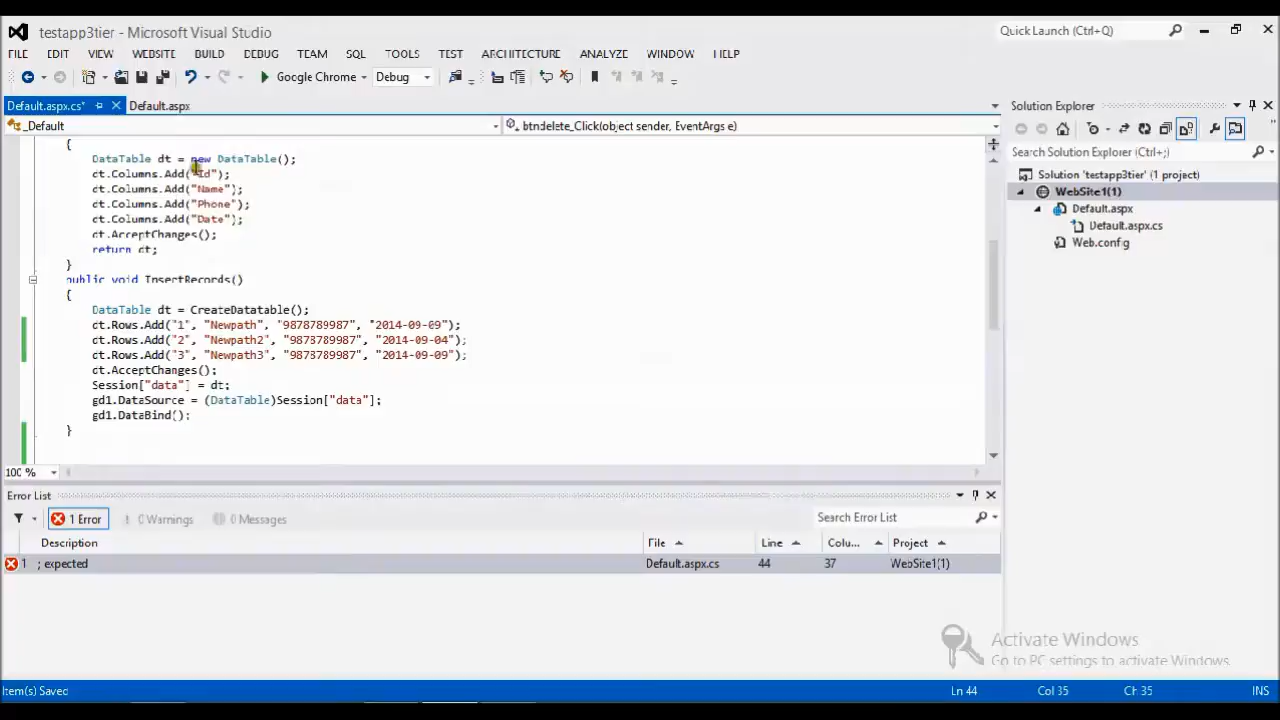 testapp3tier - Microsoft Visual Studio
Quick Launch (Ctrl+Q)
FILE EDIT VIEW WEBSITE BUILD DEBUG TEAM SQL TOOLS TEST ARCHITECTURE ANALYZE WINDOW HELP
Google Chrome Debug
Default.aspx.cs* Default.aspx
_Default
btndelete_Click(object sender, EventArgs e)
{
DataTable dt = new DataTable();
dt.Columns.Add("Id");
dt.Columns.Add("Name");
dt.Columns.Add("Phone");
dt.Columns.Add("Date");
dt.AcceptChanges();
return dt;
}
public void InsertRecords()
{
DataTable dt = CreateDatatable();
dt.Rows.Add("1", "Newpath", "9878789987", "2014-09-09");
dt.Rows.Add("2", "Newpath2", "9878789987", "2014-09-04");
dt.Rows.Add("3", "Newpath3", "9878789987", "2014-09-09");
dt.AcceptChanges();
Session["data"] = dt;
gd1.DataSource = (DataTable)Session["data"];
gd1.DataBind();
}
100 %
Solution Explorer
Search Solution Explorer (Ctrl+;)
Solution 'testapp3tier' (1 project)
WebSite1(1)
Default.aspx
Default.aspx.cs
Web.config
Error List
1 Error 0 Warnings 0 Messages
Search Error List
Description File Line Colu... Project
1 ; expected Default.aspx.cs 44 37 WebSite1(1)
Activate Windows
Go to PC settings to activate Windows.
Item(s) Saved Ln 44 Col 35 Ch 35 INS